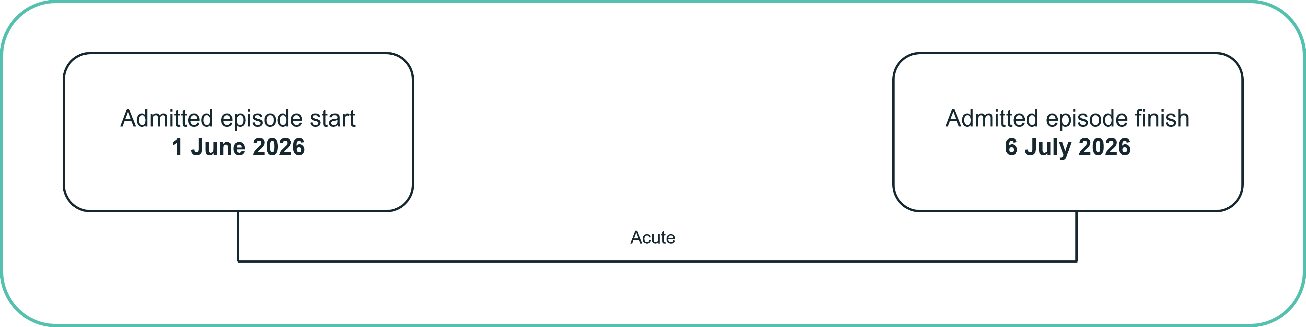 Admitted episode start
1 June 2026
Admitted episode finish
6 July 2026
Acute